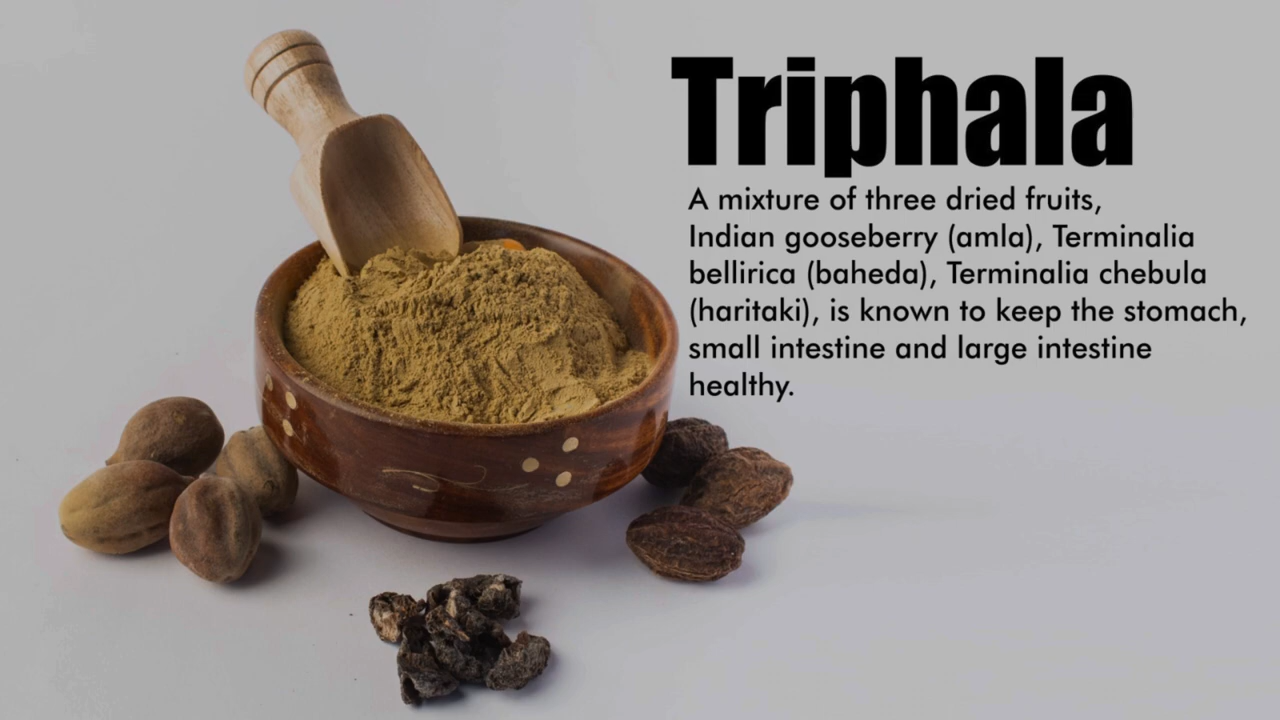 Triphala
A mixture of three dried fruits,
Indian gooseberry (amla), Terminalia
bellirica (baheda), Terminalia chebula
(haritaki), is known to keep the stomach,
small intestine and large intestine
healthy.